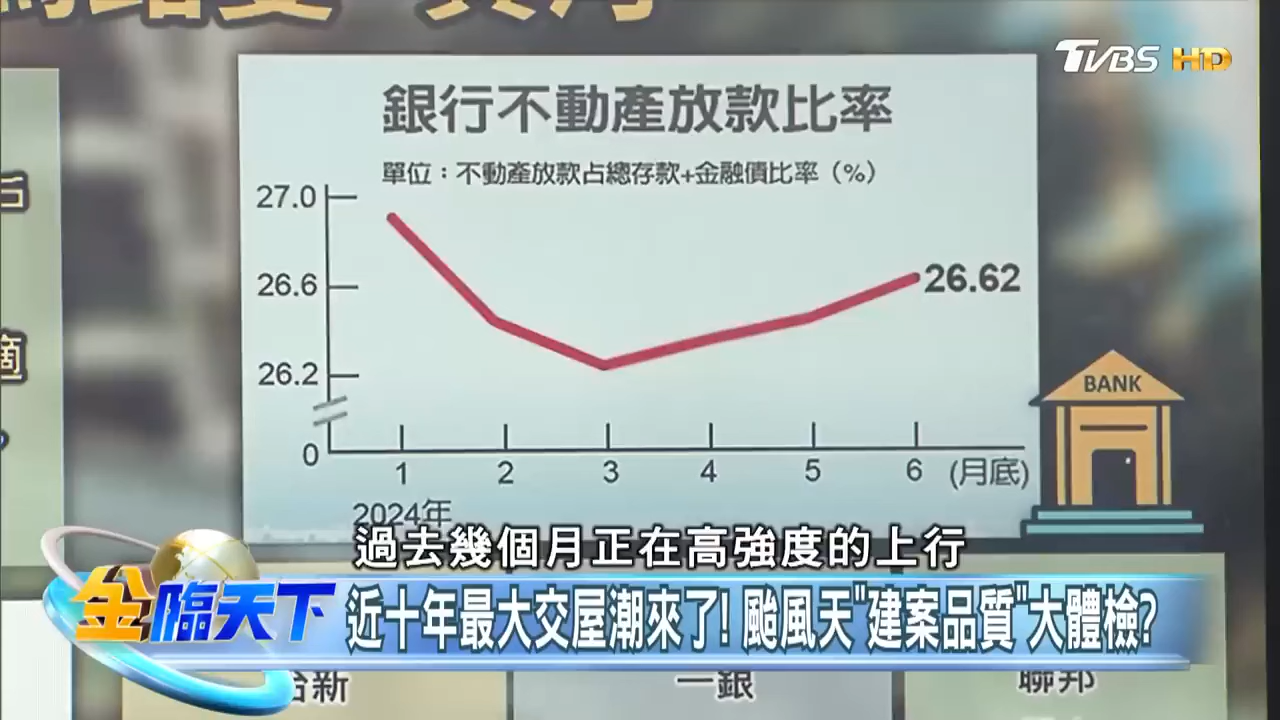 TVBS HD
銀行不動產放款比率
單位：不動產放款占總存款+金融債比率（%）
27.0
26.6
26.2
0
26.62
1 2 3 4 5 6 (月底)
2024年
BANK
過去幾個月正在高強度的上行
金臨天下
近十年最大交屋潮來了! 颱風天"建案品質"大體檢?
台新
一銀
聯邦